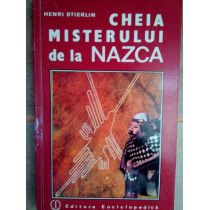 HENRI STIERLIN
CHEIA
MISTERULUI
de la NAZCA
Editura Enciclopedică